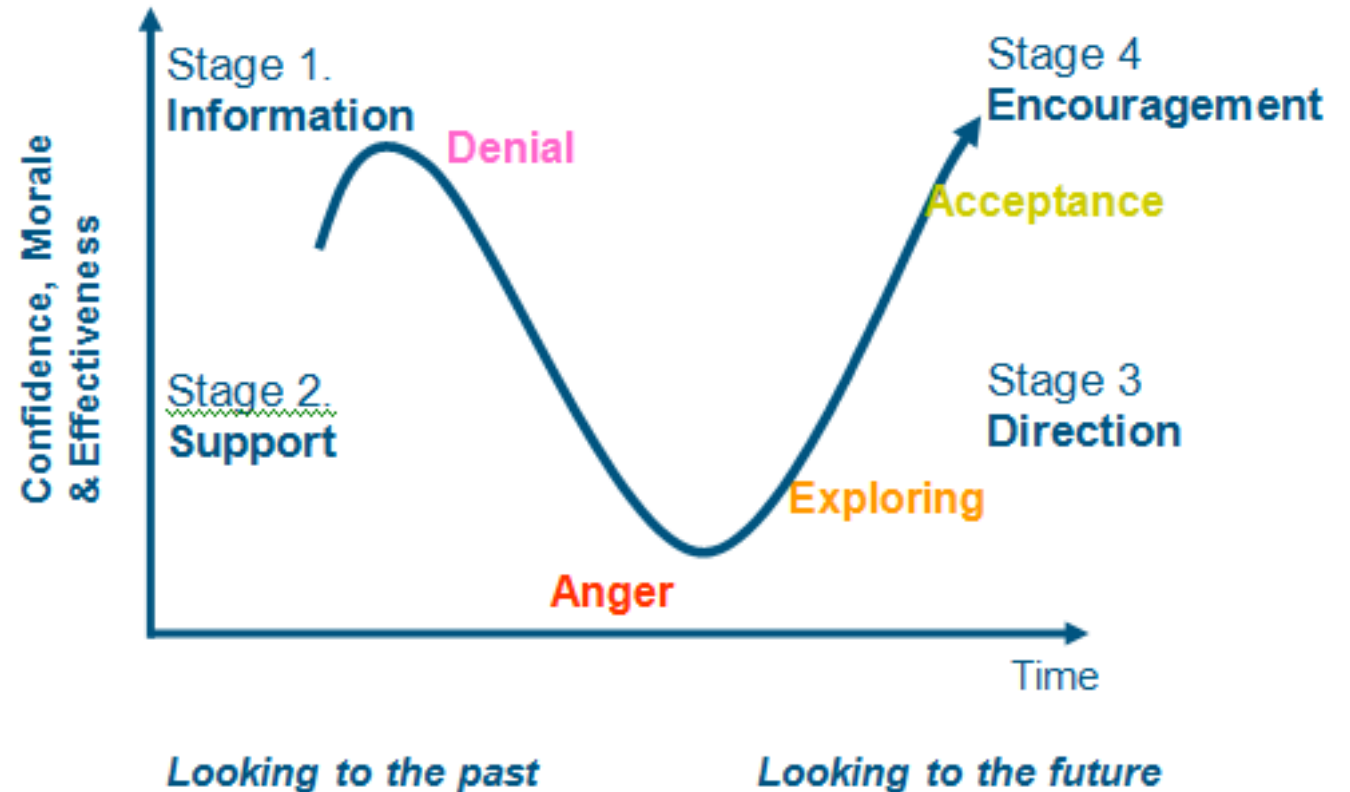 Stage 1.
Information
Denial
Stage 4
Encouragement
Acceptance
Confidence, Morale
& Effectiveness
Stage 2.
Support
Stage 3
Direction
Exploring
Anger
Time
Looking to the past
Looking to the future